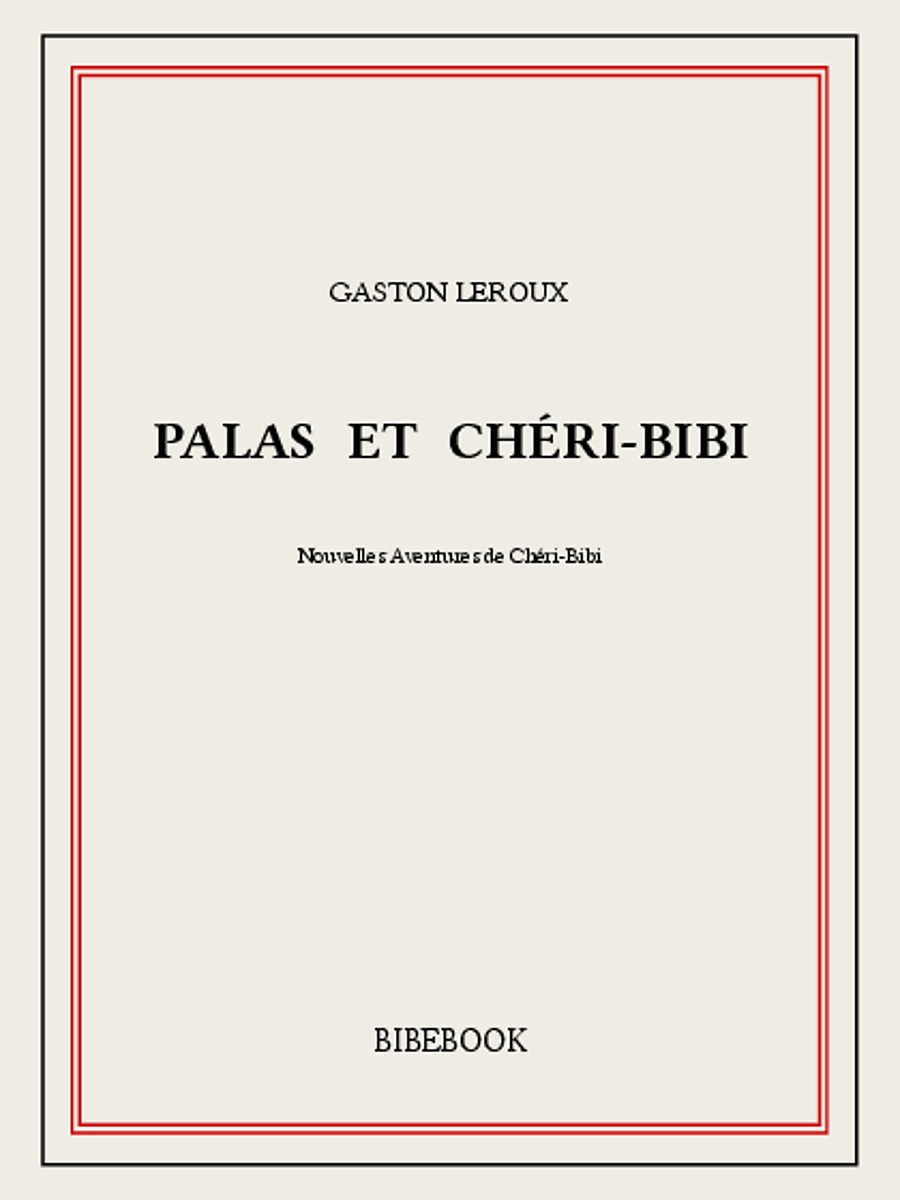 GASTON LEROUX
PALAS ET CHÉRI-BIBI
Nouvelles Aventures de Chéri-Bibi
BIBEBOOK